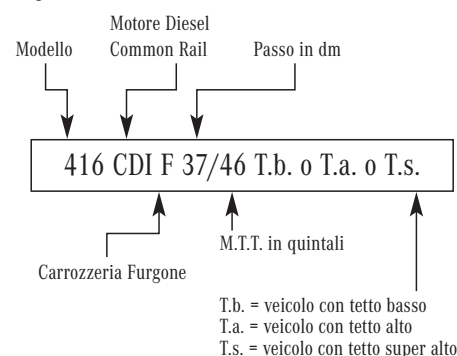 Motore Diesel
Modello Common Rail Passo in dm
416 CDI F 37/46 T.b. o T.a. o T.s.
M.T.T. in quintali
Carrozzeria Furgone
T.b. = veicolo con tetto basso
T.a. = veicolo con tetto alto
T.s. = veicolo con tetto super alto